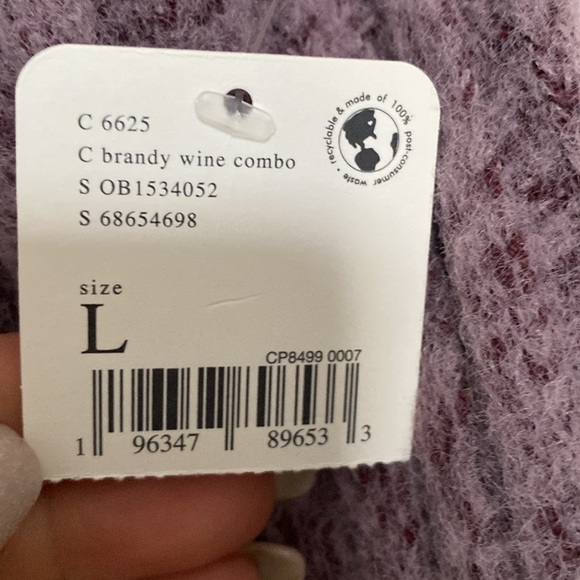 C 6625
C brandy wine combo
S OB1534052
S 68654698
recyclable & made of 100% post-consumer waste •
size
L
CP8499 0007
1 96347 89653 3